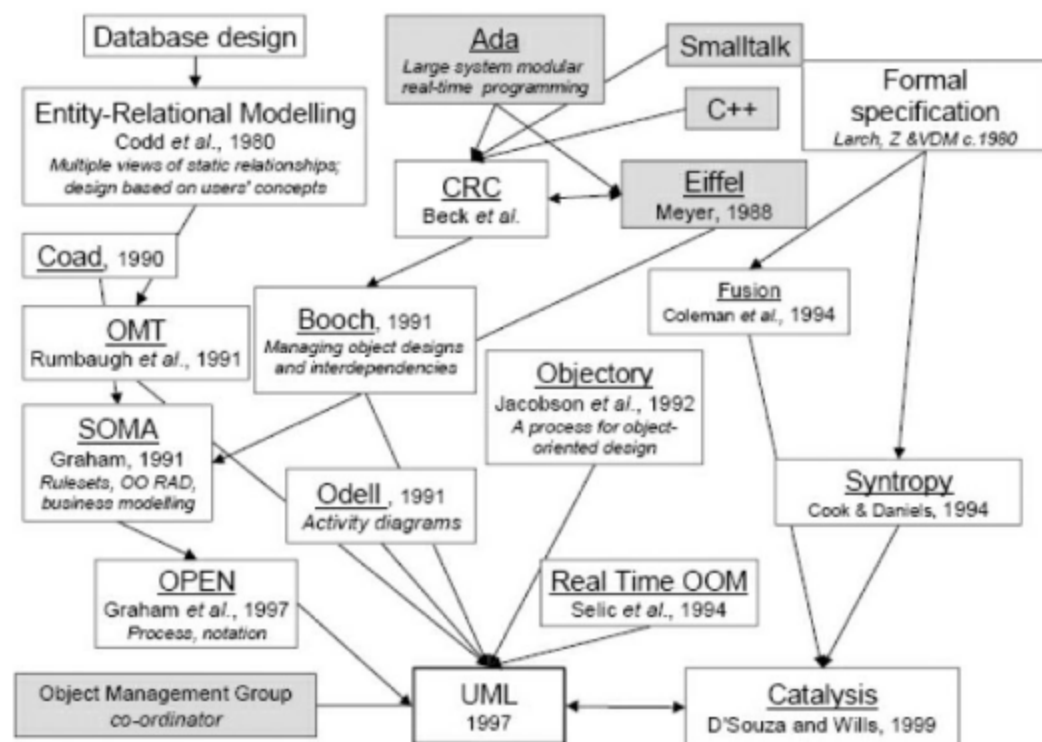 Database design
Ada
Large system modular
real-time programming
Smalltalk
Formal
specification
Larch, Z &VDM c.1980
Entity-Relational Modelling
Codd et al., 1980
Multiple views of static relationships;
design based on users' concepts
C++
CRC
Beck et al.
Eiffel
Meyer, 1988
Coad, 1990
OMT
Rumbaugh et al., 1991
Booch, 1991
Managing object designs
and interdependencies
Fusion
Coleman et al., 1994
Objectory
Jacobson et al., 1992
A process for object-
oriented design
SOMA
Graham, 1991
Rulesets, OO RAD,
business modelling
Odell, 1991
Activity diagrams
Syntropy
Cook & Daniels, 1994
OPEN
Graham et al., 1997
Process, notation
Real Time OOM
Selic et al., 1994
Object Management Group
co-ordinator
UML
1997
Catalysis
D'Souza and Wills, 1999